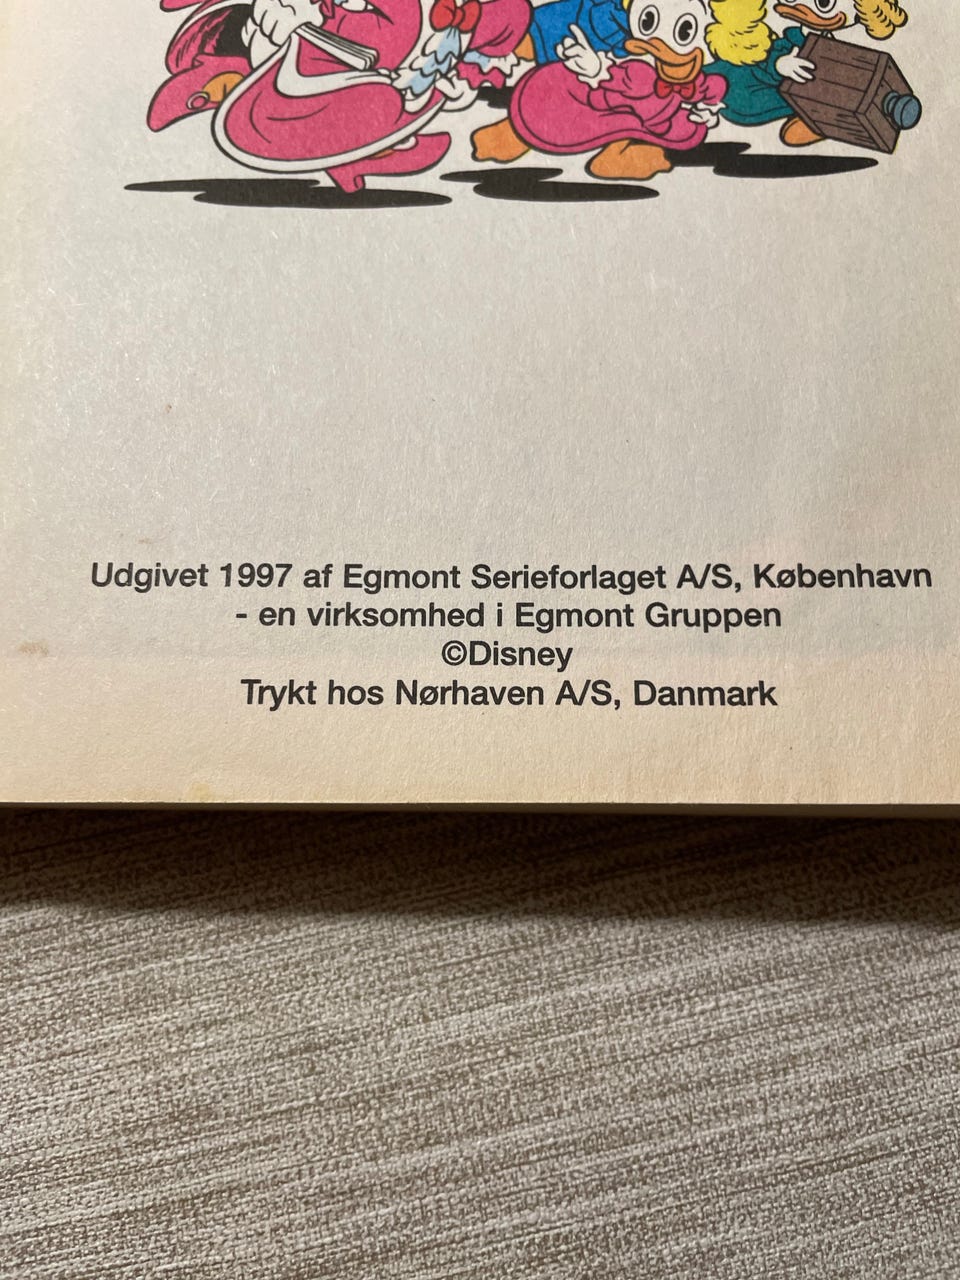 Udgivet 1997 af Egmont Serieforlaget A/S, København
- en virksomhed i Egmont Gruppen
©Disney
Trykt hos Nørhaven A/S, Danmark